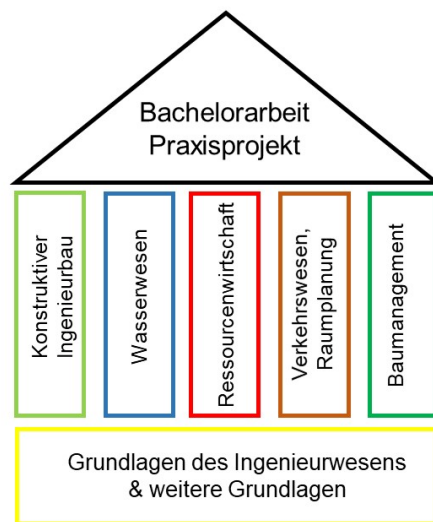 Bachelorarbeit
Praxisprojekt
Konstruktiver
Ingenieurbau
Wasserwesen
Ressourcenwirtschaft
Verkehrswesen,
Raumplanung
Baumanagement
Grundlagen des Ingenieurwesens
& weitere Grundlagen